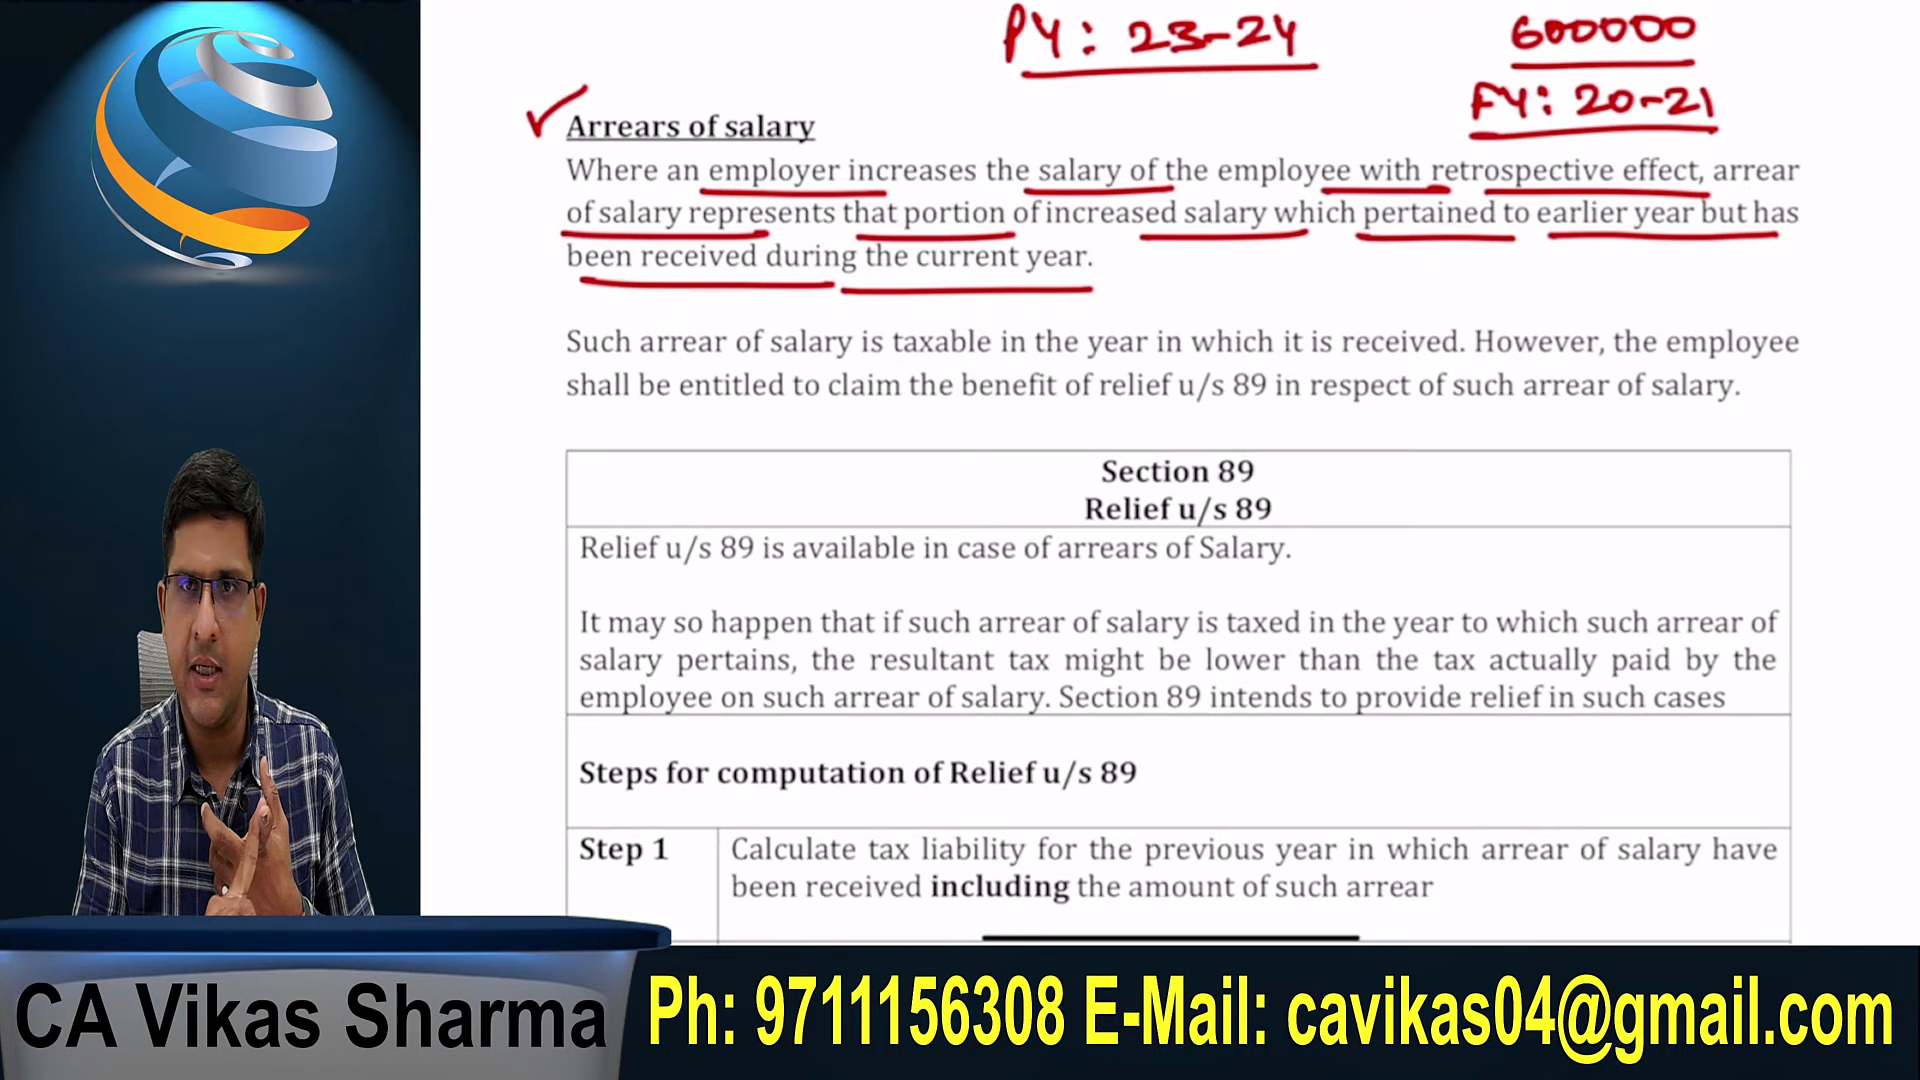 PY: 23-24
600000
FY: 20-21
Arrears of salary
Where an employer increases the salary of the employee with retrospective effect, arrear
of salary represents that portion of increased salary which pertained to earlier year but has
been received during the current year.
Such arrear of salary is taxable in the year in which it is received. However, the employee
shall be entitled to claim the benefit of relief u/s 89 in respect of such arrear of salary.
Section 89
Relief u/s 89
Relief u/s 89 is available in case of arrears of Salary.
It may so happen that if such arrear of salary is taxed in the year to which such arrear of
salary pertains, the resultant tax might be lower than the tax actually paid by the
employee on such arrear of salary. Section 89 intends to provide relief in such cases
Steps for computation of Relief u/s 89
Step 1
Calculate tax liability for the previous year in which arrear of salary have
been received including the amount of such arrear
CA Vikas Sharma
Ph: 9711156308 E-Mail: cavikas04@gmail.com